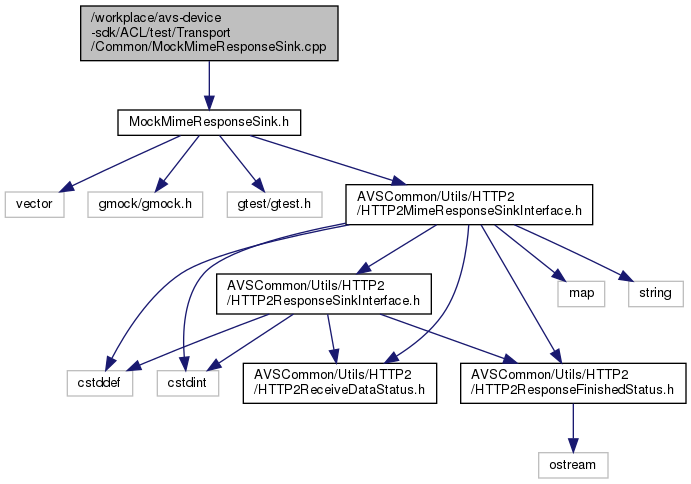 /workplace/avs-device
-sdk/ACL/test/Transport
/Common/MockMimeResponseSink.cpp
MockMimeResponseSink.h
vector
gmock/gmock.h
gtest/gtest.h
AVSCommon/Utils/HTTP2
/HTTP2MimeResponseSinkInterface.h
AVSCommon/Utils/HTTP2
/HTTP2ResponseSinkInterface.h
map
string
cstddef
cstdint
AVSCommon/Utils/HTTP2
/HTTP2ReceiveDataStatus.h
AVSCommon/Utils/HTTP2
/HTTP2ResponseFinishedStatus.h
ostream